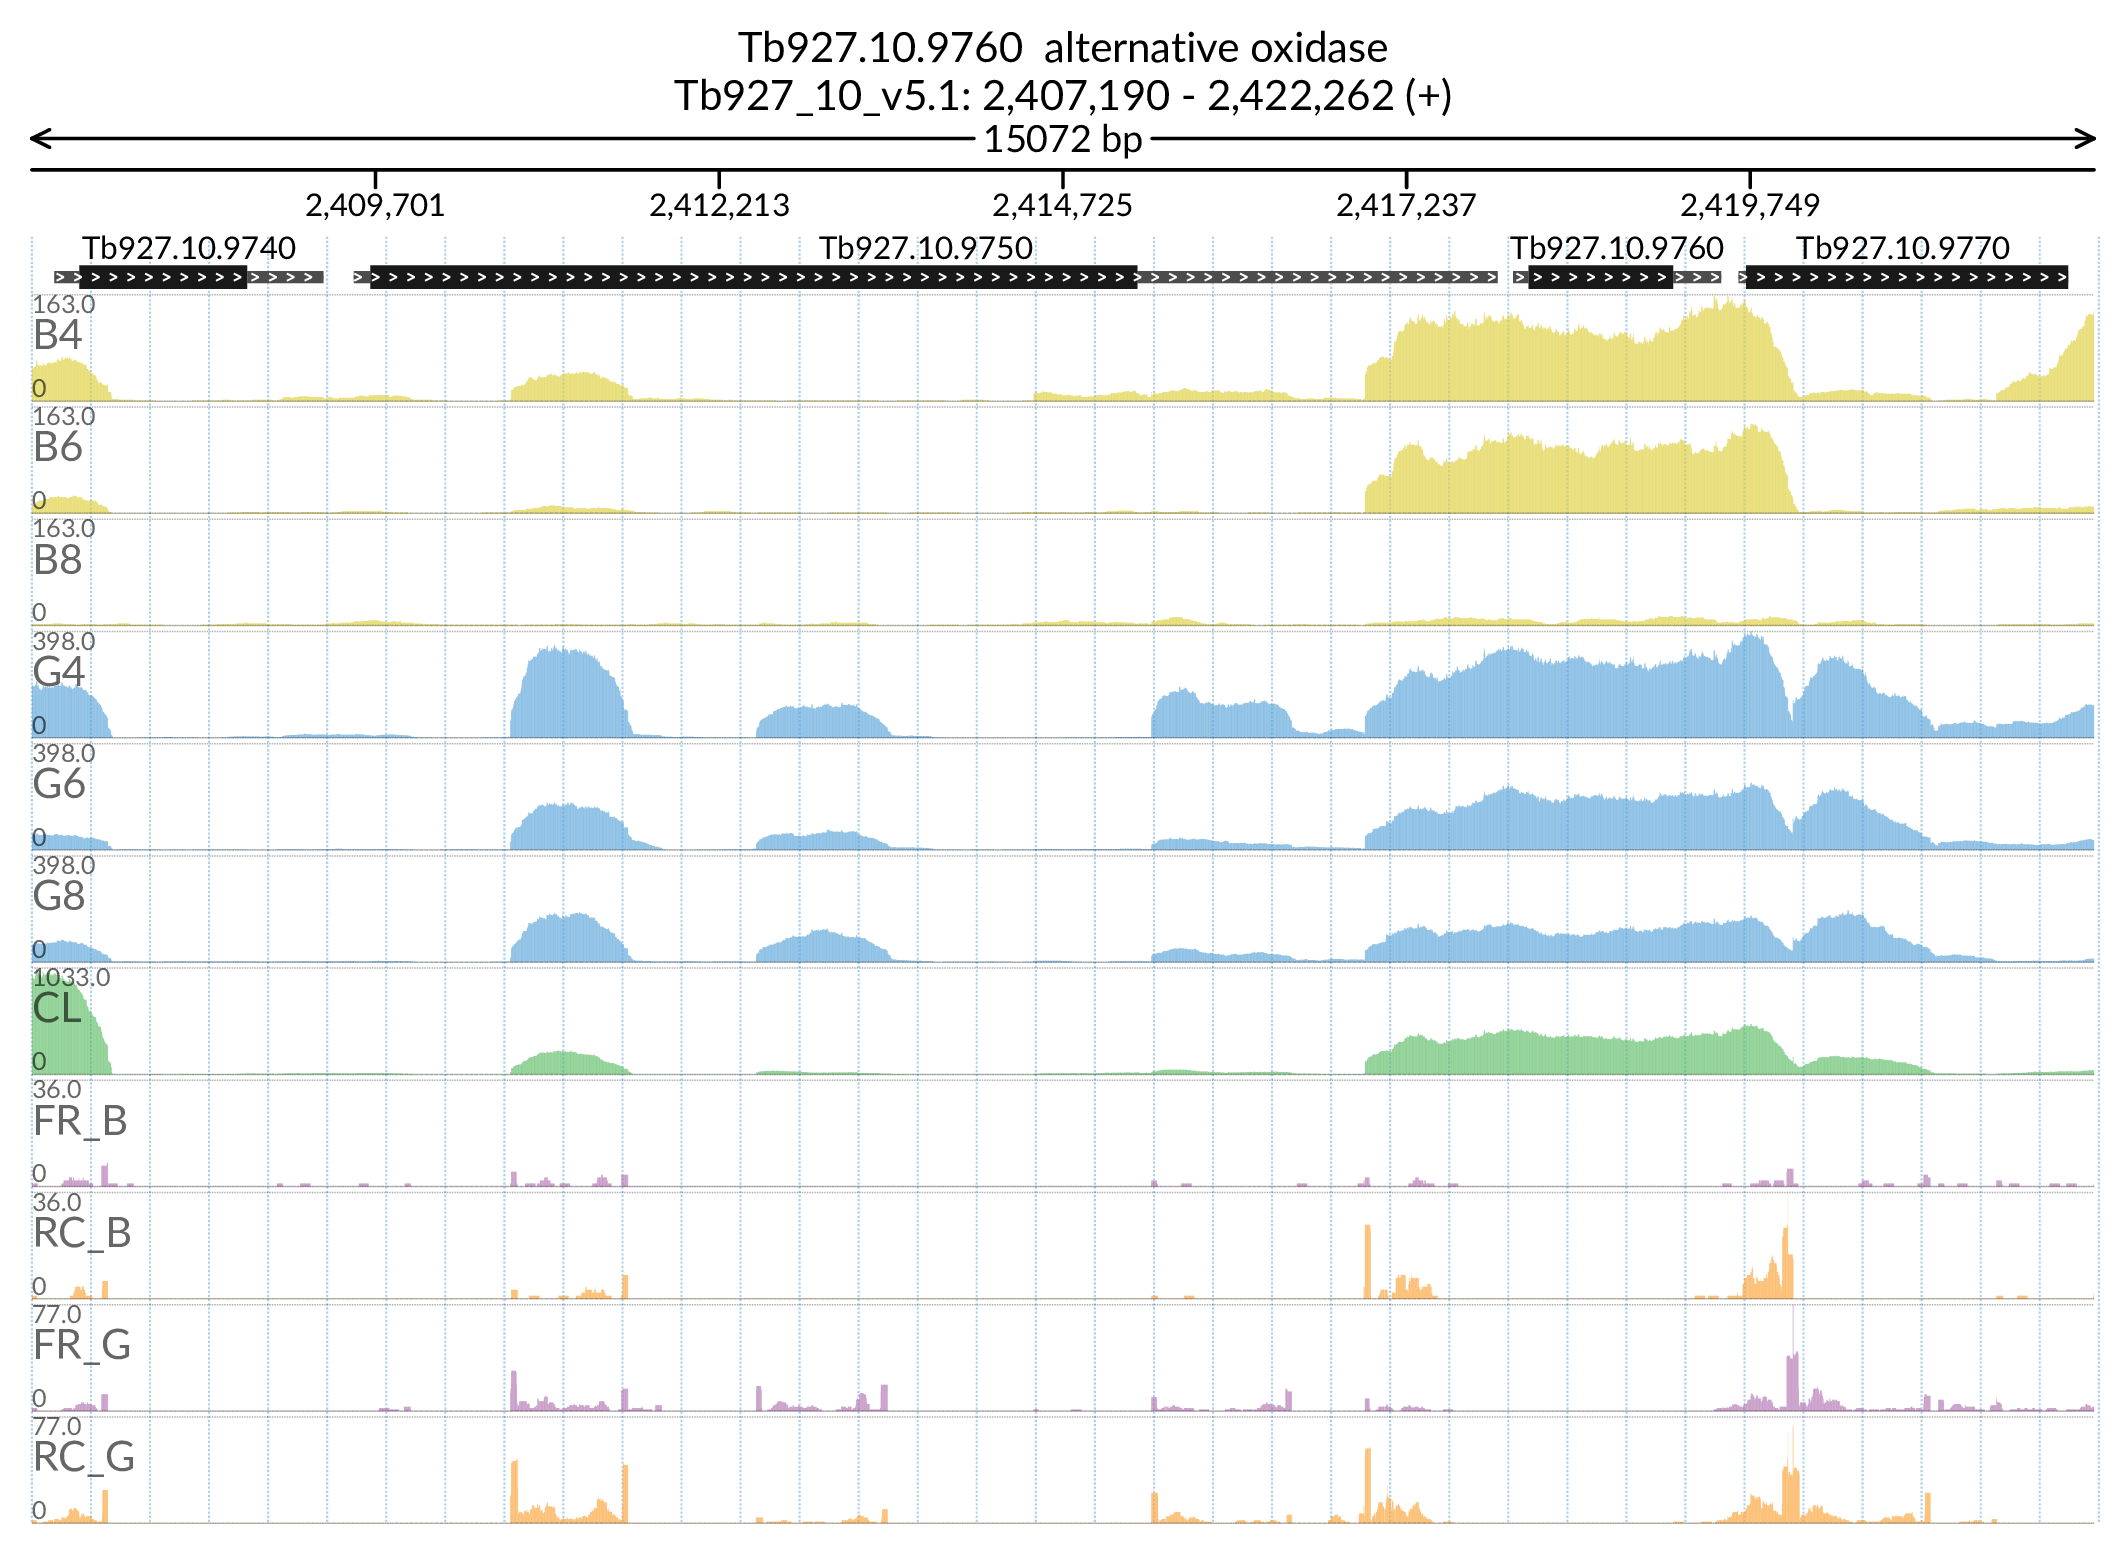 Tb927.10.9760 alternative oxidase
Tb927_10_v5.1: 2,407,190 - 2,422,262 (+)
15072 bp
2,409,701 2,412,213 2,414,725 2,417,237 2,419,749
Tb927.10.9740 Tb927.10.9750 Tb927.10.9760 Tb927.10.9770
163.0
B4
0
163.0
B6
0
163.0
B8
0
398.0
G4
0
398.0
G6
0
398.0
G8
0
1033.0
CL
0
36.0
FR_B
0
36.0
RC_B
0
77.0
FR_G
0
77.0
RC_G
0